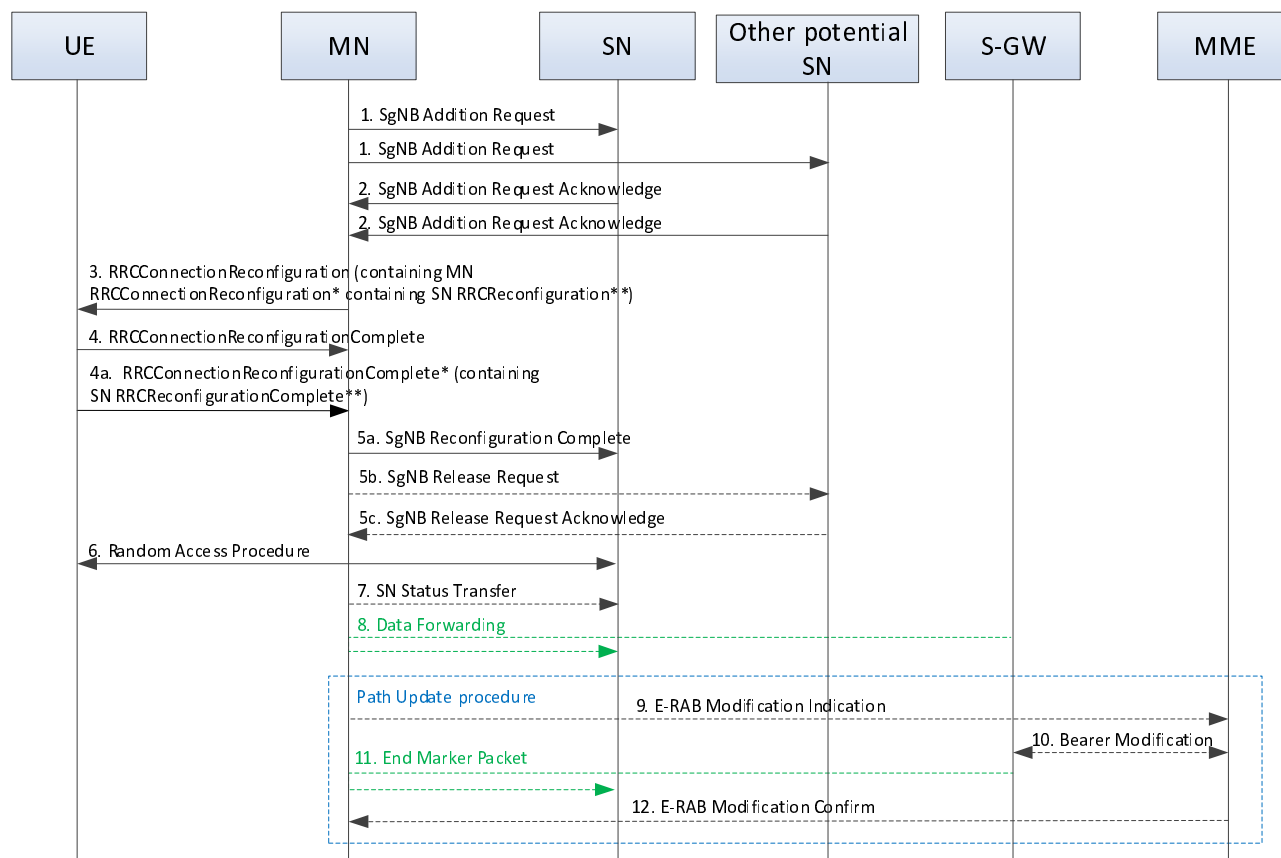 UE
MN
SN
Other potential
SN
S-GW
MME
1. SgNB Addition Request
1. SgNB Addition Request
2. SgNB Addition Request Acknowledge
2. SgNB Addition Request Acknowledge
3. RRCConnectionReconfiguration (containing MN
RRCConnectionReconfiguration* containing SN RRCReconfiguration**)
4. RRCConnectionReconfigurationComplete
4a. RRCConnectionReconfigurationComplete* (containing
SN RRCReconfigurationComplete**)
5a. SgNB Reconfiguration Complete
5b. SgNB Release Request
5c. SgNB Release Request Acknowledge
6. Random Access Procedure
7. SN Status Transfer
8. Data Forwarding
Path Update procedure
9. E-RAB Modification Indication
10. Bearer Modification
11. End Marker Packet
12. E-RAB Modification Confirm